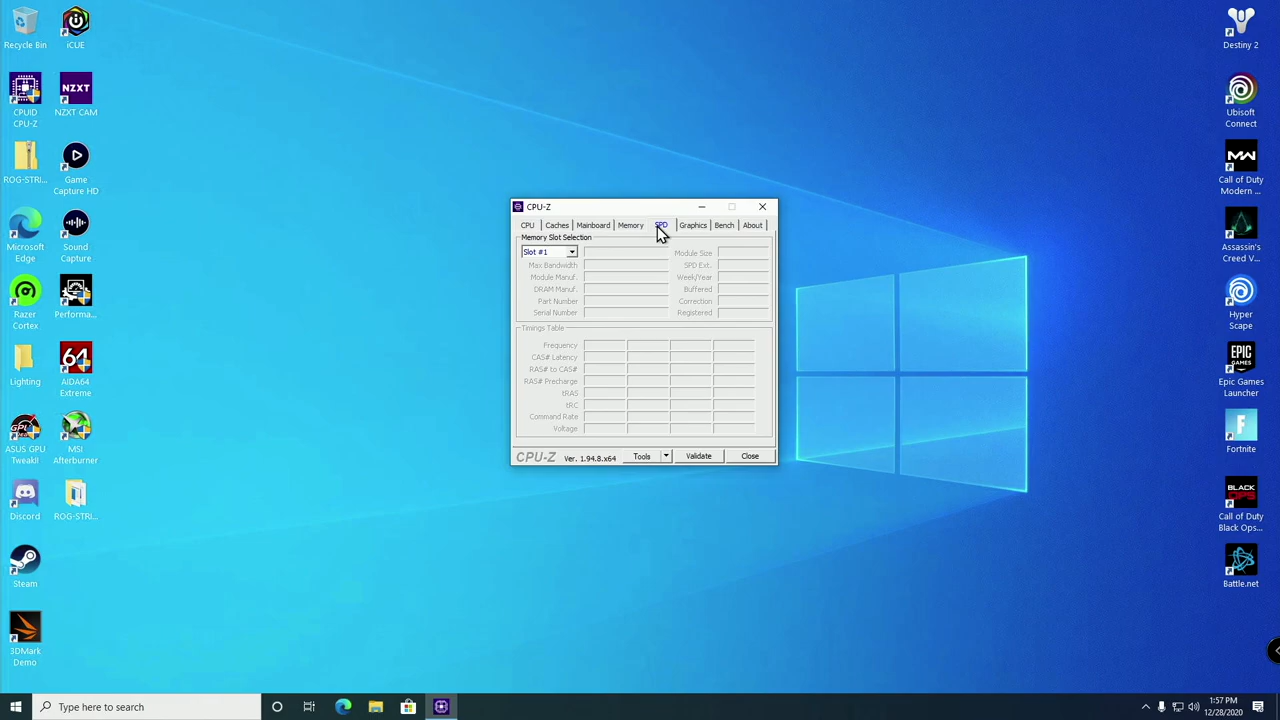 Recycle Bin
iCUE
CPUID
CPU-Z
NZXT CAM
ROG-STRI...
Game
Capture HD
Microsoft
Edge
Sound
Capture
Razer
Cortex
Performa...
Lighting
AIDA64
Extreme
ASUS GPU
TweakII
MSI
Afterburner
Discord
ROG-STRI...
Steam
3DMark
Demo
CPU-Z
CPU
Caches
Mainboard
Memory
SPD
Graphics
Bench
About
Memory Slot Selection
Slot #1
Module Size
Max Bandwidth
SPD Ext.
Module Manuf.
Week/Year
DRAM Manuf.
Buffered
Part Number
Correction
Serial Number
Registered
Timings Table
Frequency
CAS# Latency
RAS# to CAS#
RAS# Precharge
tRAS
tRC
Command Rate
Voltage
CPU-Z
Ver. 1.94.8.x64
Tools
Validate
Close
Destiny 2
Ubisoft
Connect
Call of Duty
Modern ...
Assassin's
Creed V...
Hyper
Scape
EPIC
GAMES
Epic Games
Launcher
Fortnite
BLACK
OPS
Call of Duty
Black Ops...
Battle.net
Type here to search
1:57 PM
12/28/2020